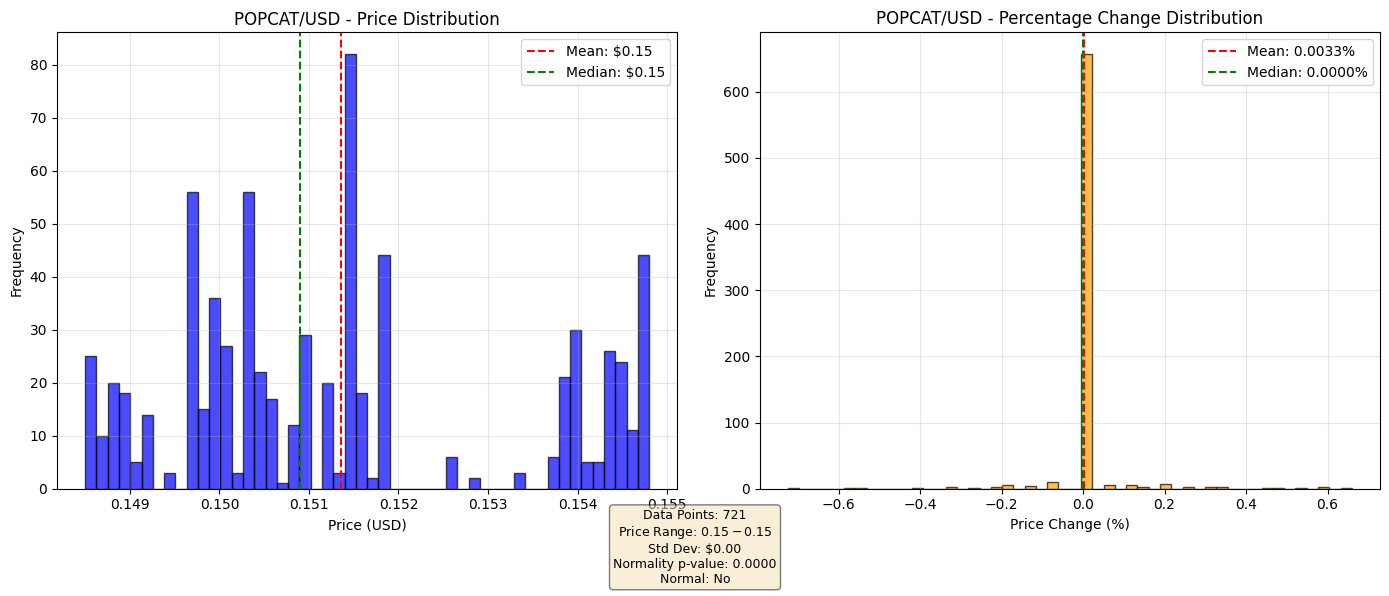 POPCAT/USD - Price Distribution
Mean: $0.15
Median: $0.15
80
70
60
50
40
30
20
10
0
Frequency
0.149
0.150
0.151
0.152
0.153
0.154
0.155
Price (USD)
POPCAT/USD - Percentage Change Distribution
Mean: 0.0033%
Median: 0.0000%
600
500
400
300
200
100
0
Frequency
−0.6
−0.4
−0.2
0.0
0.2
0.4
0.6
Price Change (%)
Data Points: 721
Price Range: 0.15 − 0.15
Std Dev: $0.00
Normality p-value: 0.0000
Normal: No